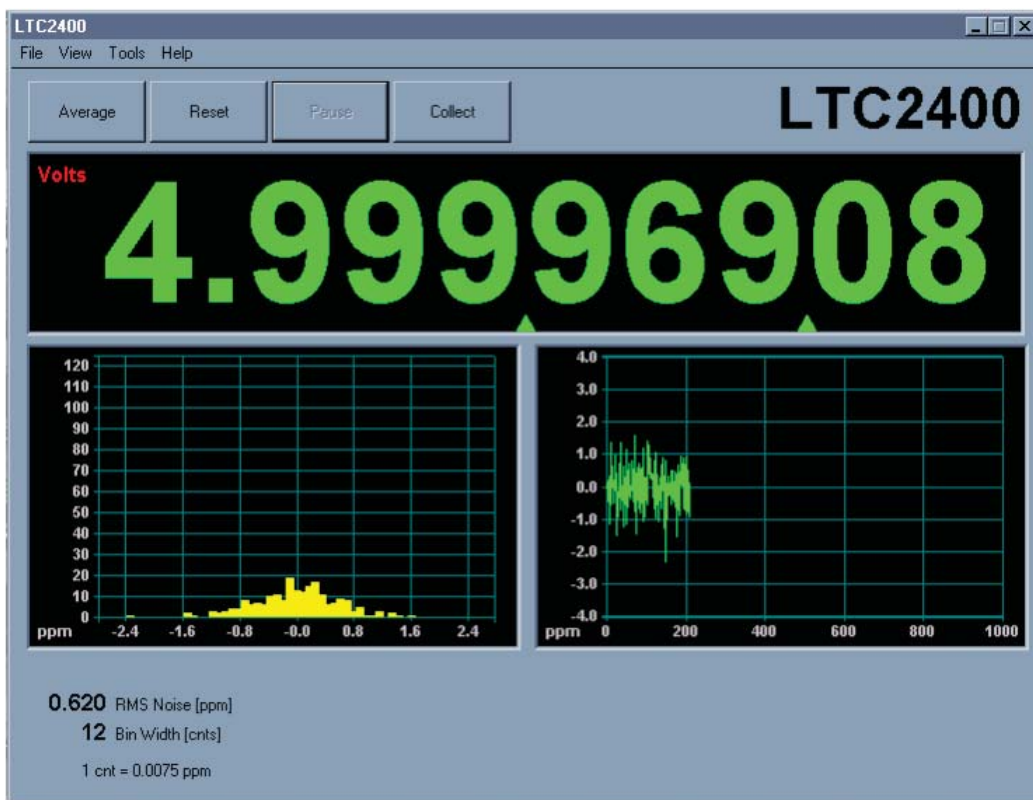 LTC2400
File View Tools Help
Average Reset Pause Collect
LTC2400
Volts
4.99996908
120
110
100
90
80
70
60
50
40
30
20
10
0
ppm -2.4 -1.6 -0.8 -0.0 0.8 1.6 2.4
4.0
3.0
2.0
1.0
0.0
-1.0
-2.0
-3.0
-4.0
ppm 0 200 400 600 800 1000
0.620 RMS Noise [ppm]
12 Bin Width [cnts]
1 cnt = 0.0075 ppm